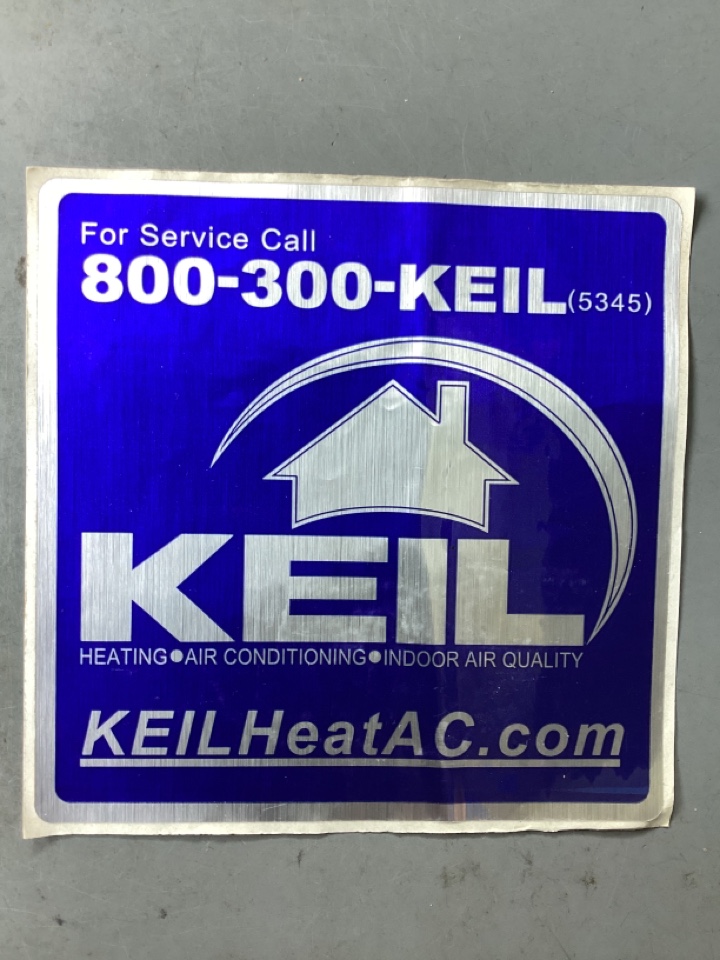 For Service Call
800-300-KEIL(5345)
KEIL
HEATING●AIR CONDITIONING●INDOOR AIR QUALITY
KEILHeatAC.com